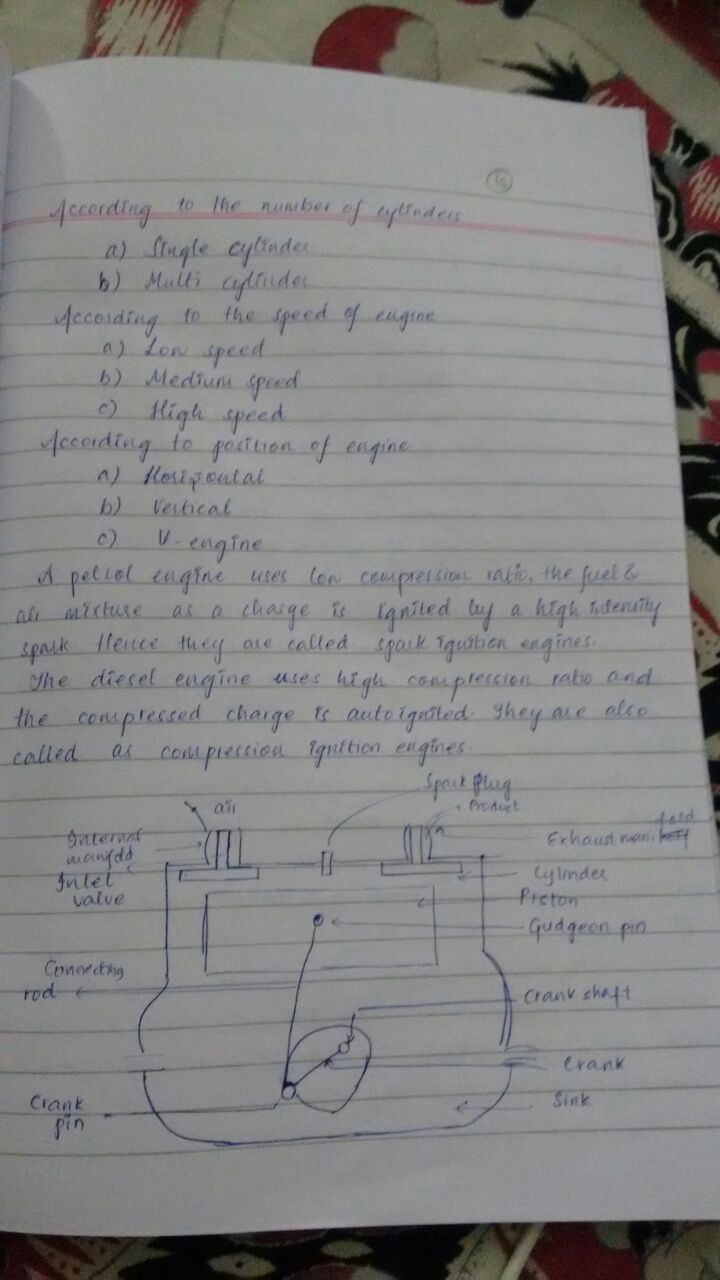 According to the number of cylinders
a) Single cylinder
b) Multi cylinder
According to the speed of engine
a) Low speed
b) Medium speed
c) High speed
According to position of engine
a) Horizontal
b) Vertical
c) V-engine
A petrol engine uses low compression ratio, the fuel &
air mixture as a charge is ignited by a high intensity
spark. Hence they are called spark ignition engines.
The diesel engine uses high compression ratio and
the compressed charge is autoignited. They are also
called as compression ignition engines.
Spark plug
air
Product
Internal
manifold
Exhaust manifold
Inlet
valve
Cylinder
Piston
Gudgeon pin
Connecting
rod
Crank shaft
Crank
Crank
pin
Sink